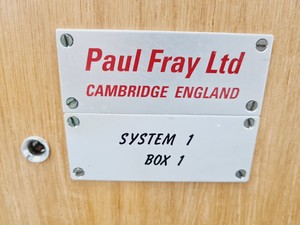 Paul Fray Ltd
CAMBRIDGE ENGLAND
SYSTEM 1
BOX 1